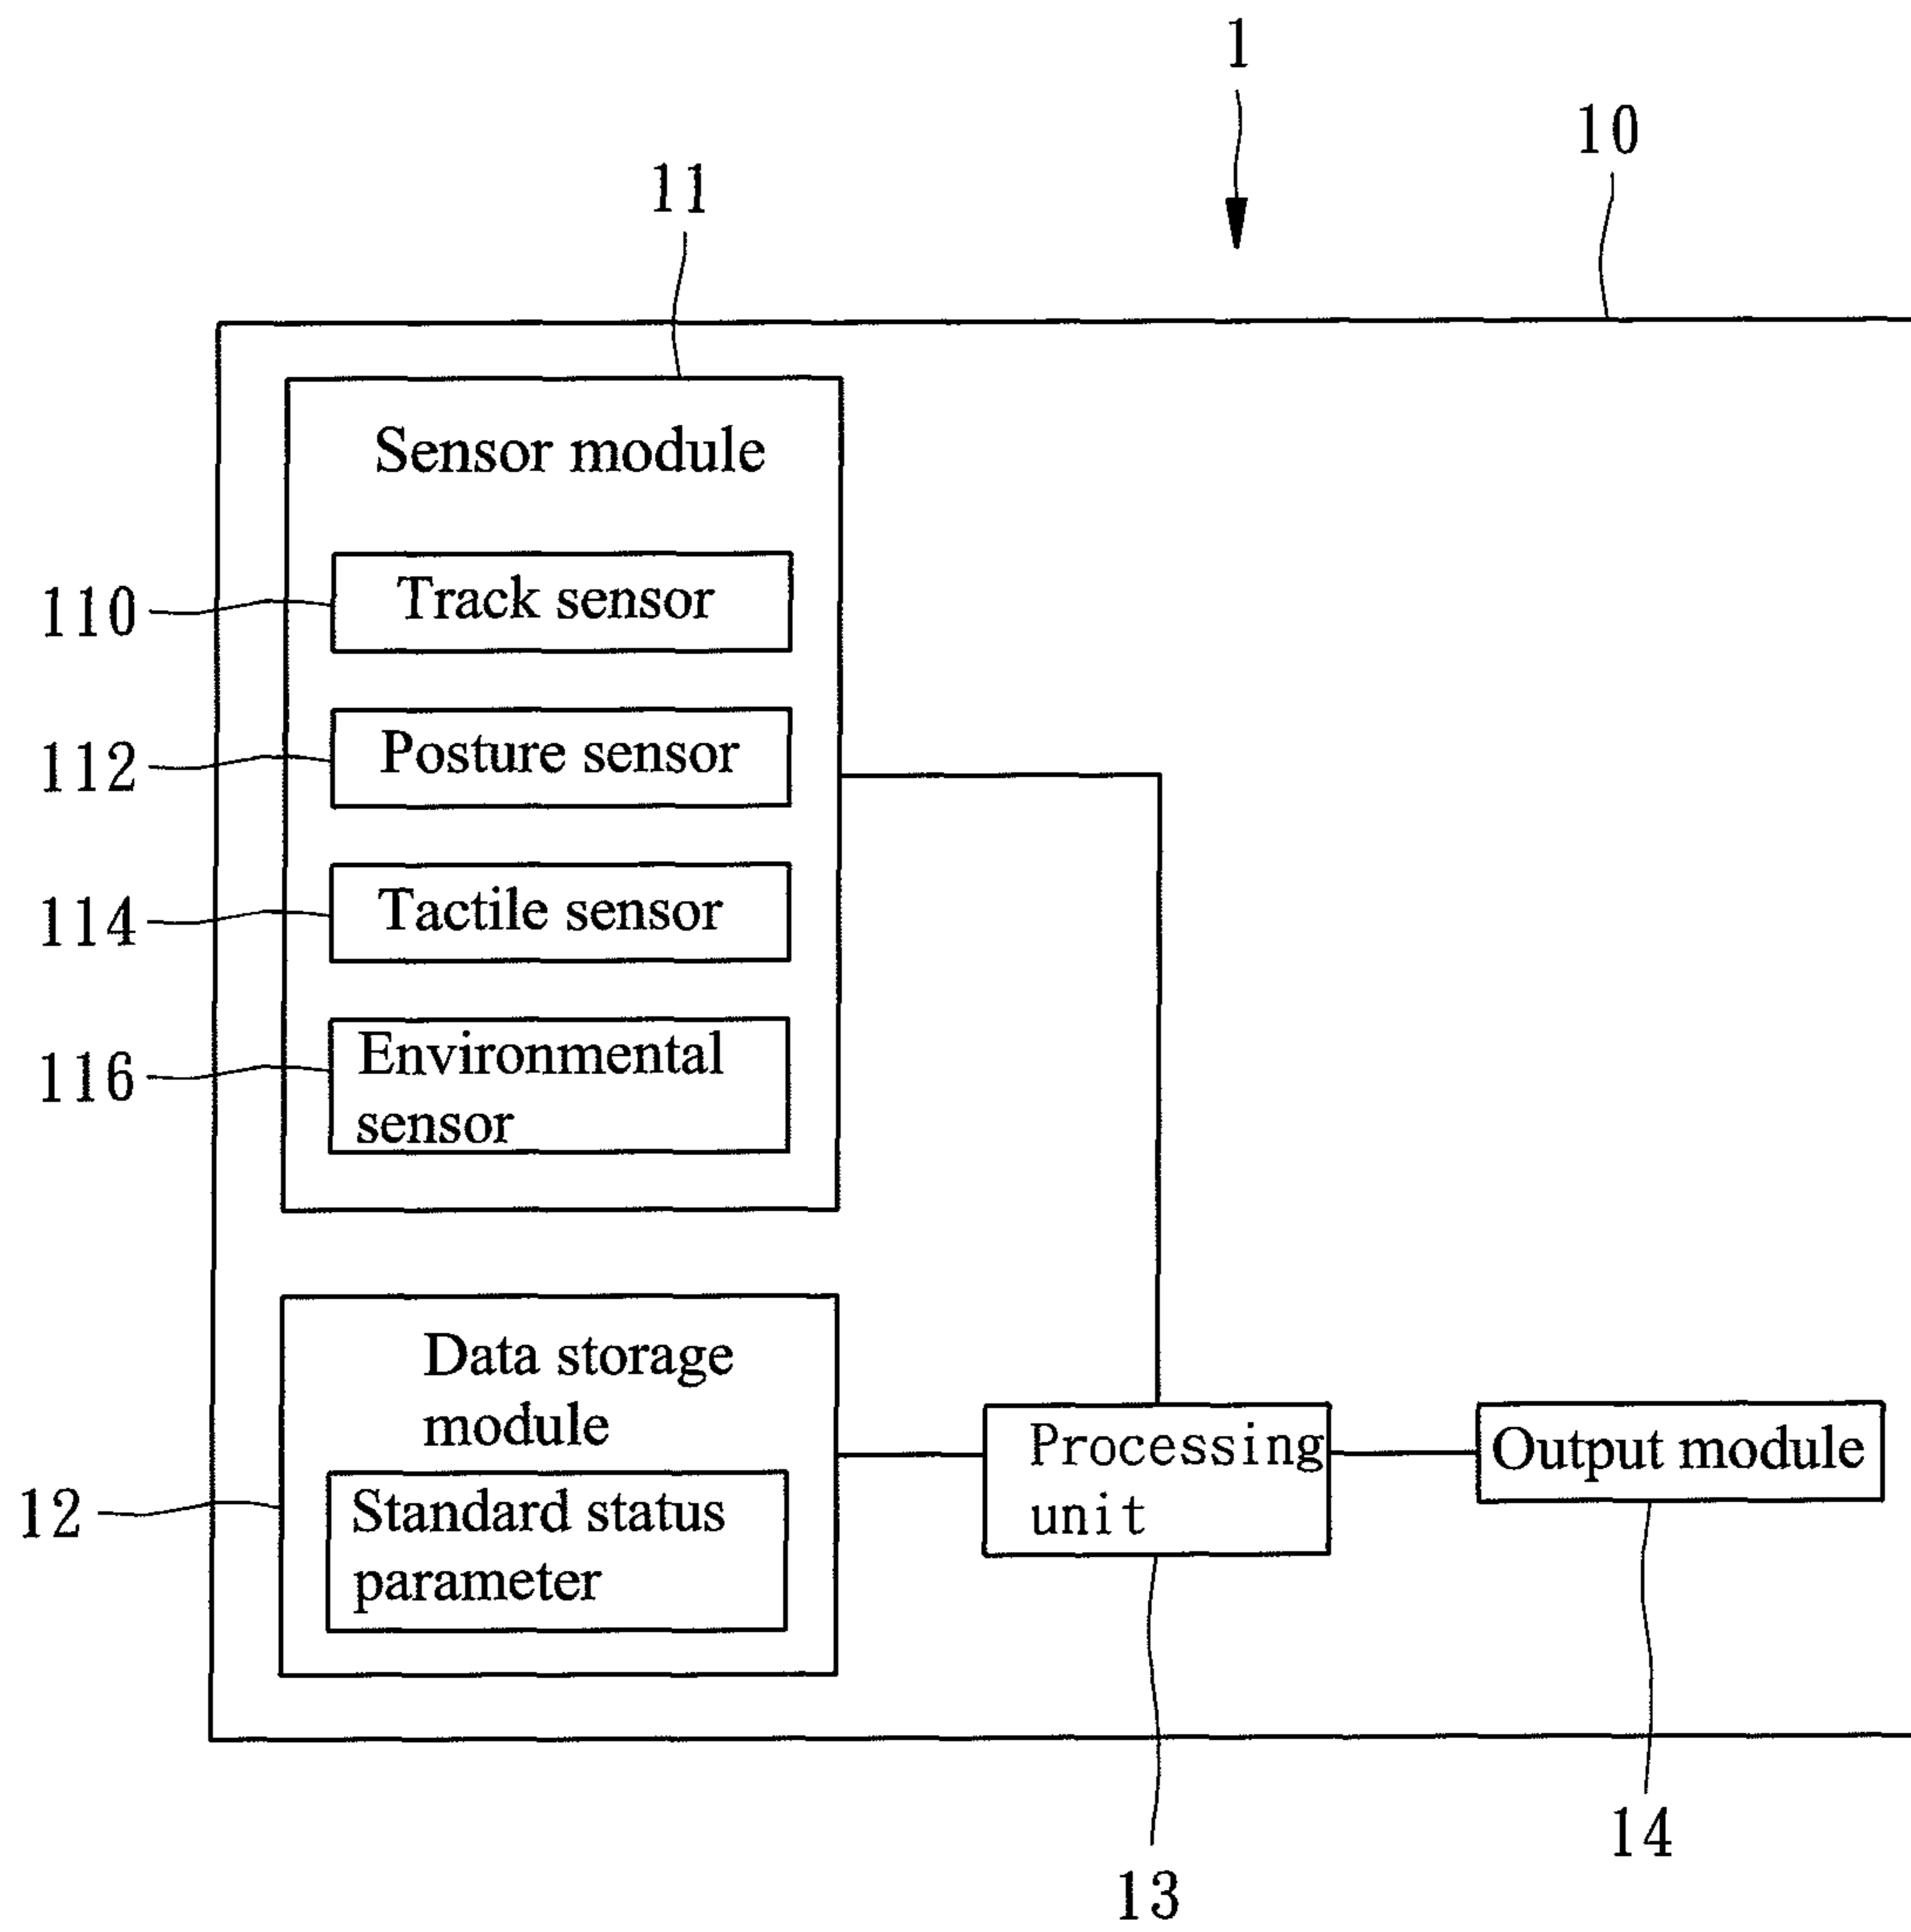 1
10
11
Sensor module
110
Track sensor
112
Posture sensor
114
Tactile sensor
116
Environmental
sensor
Data storage
module
12
Standard status
parameter
Processing
unit
Output module
14
13